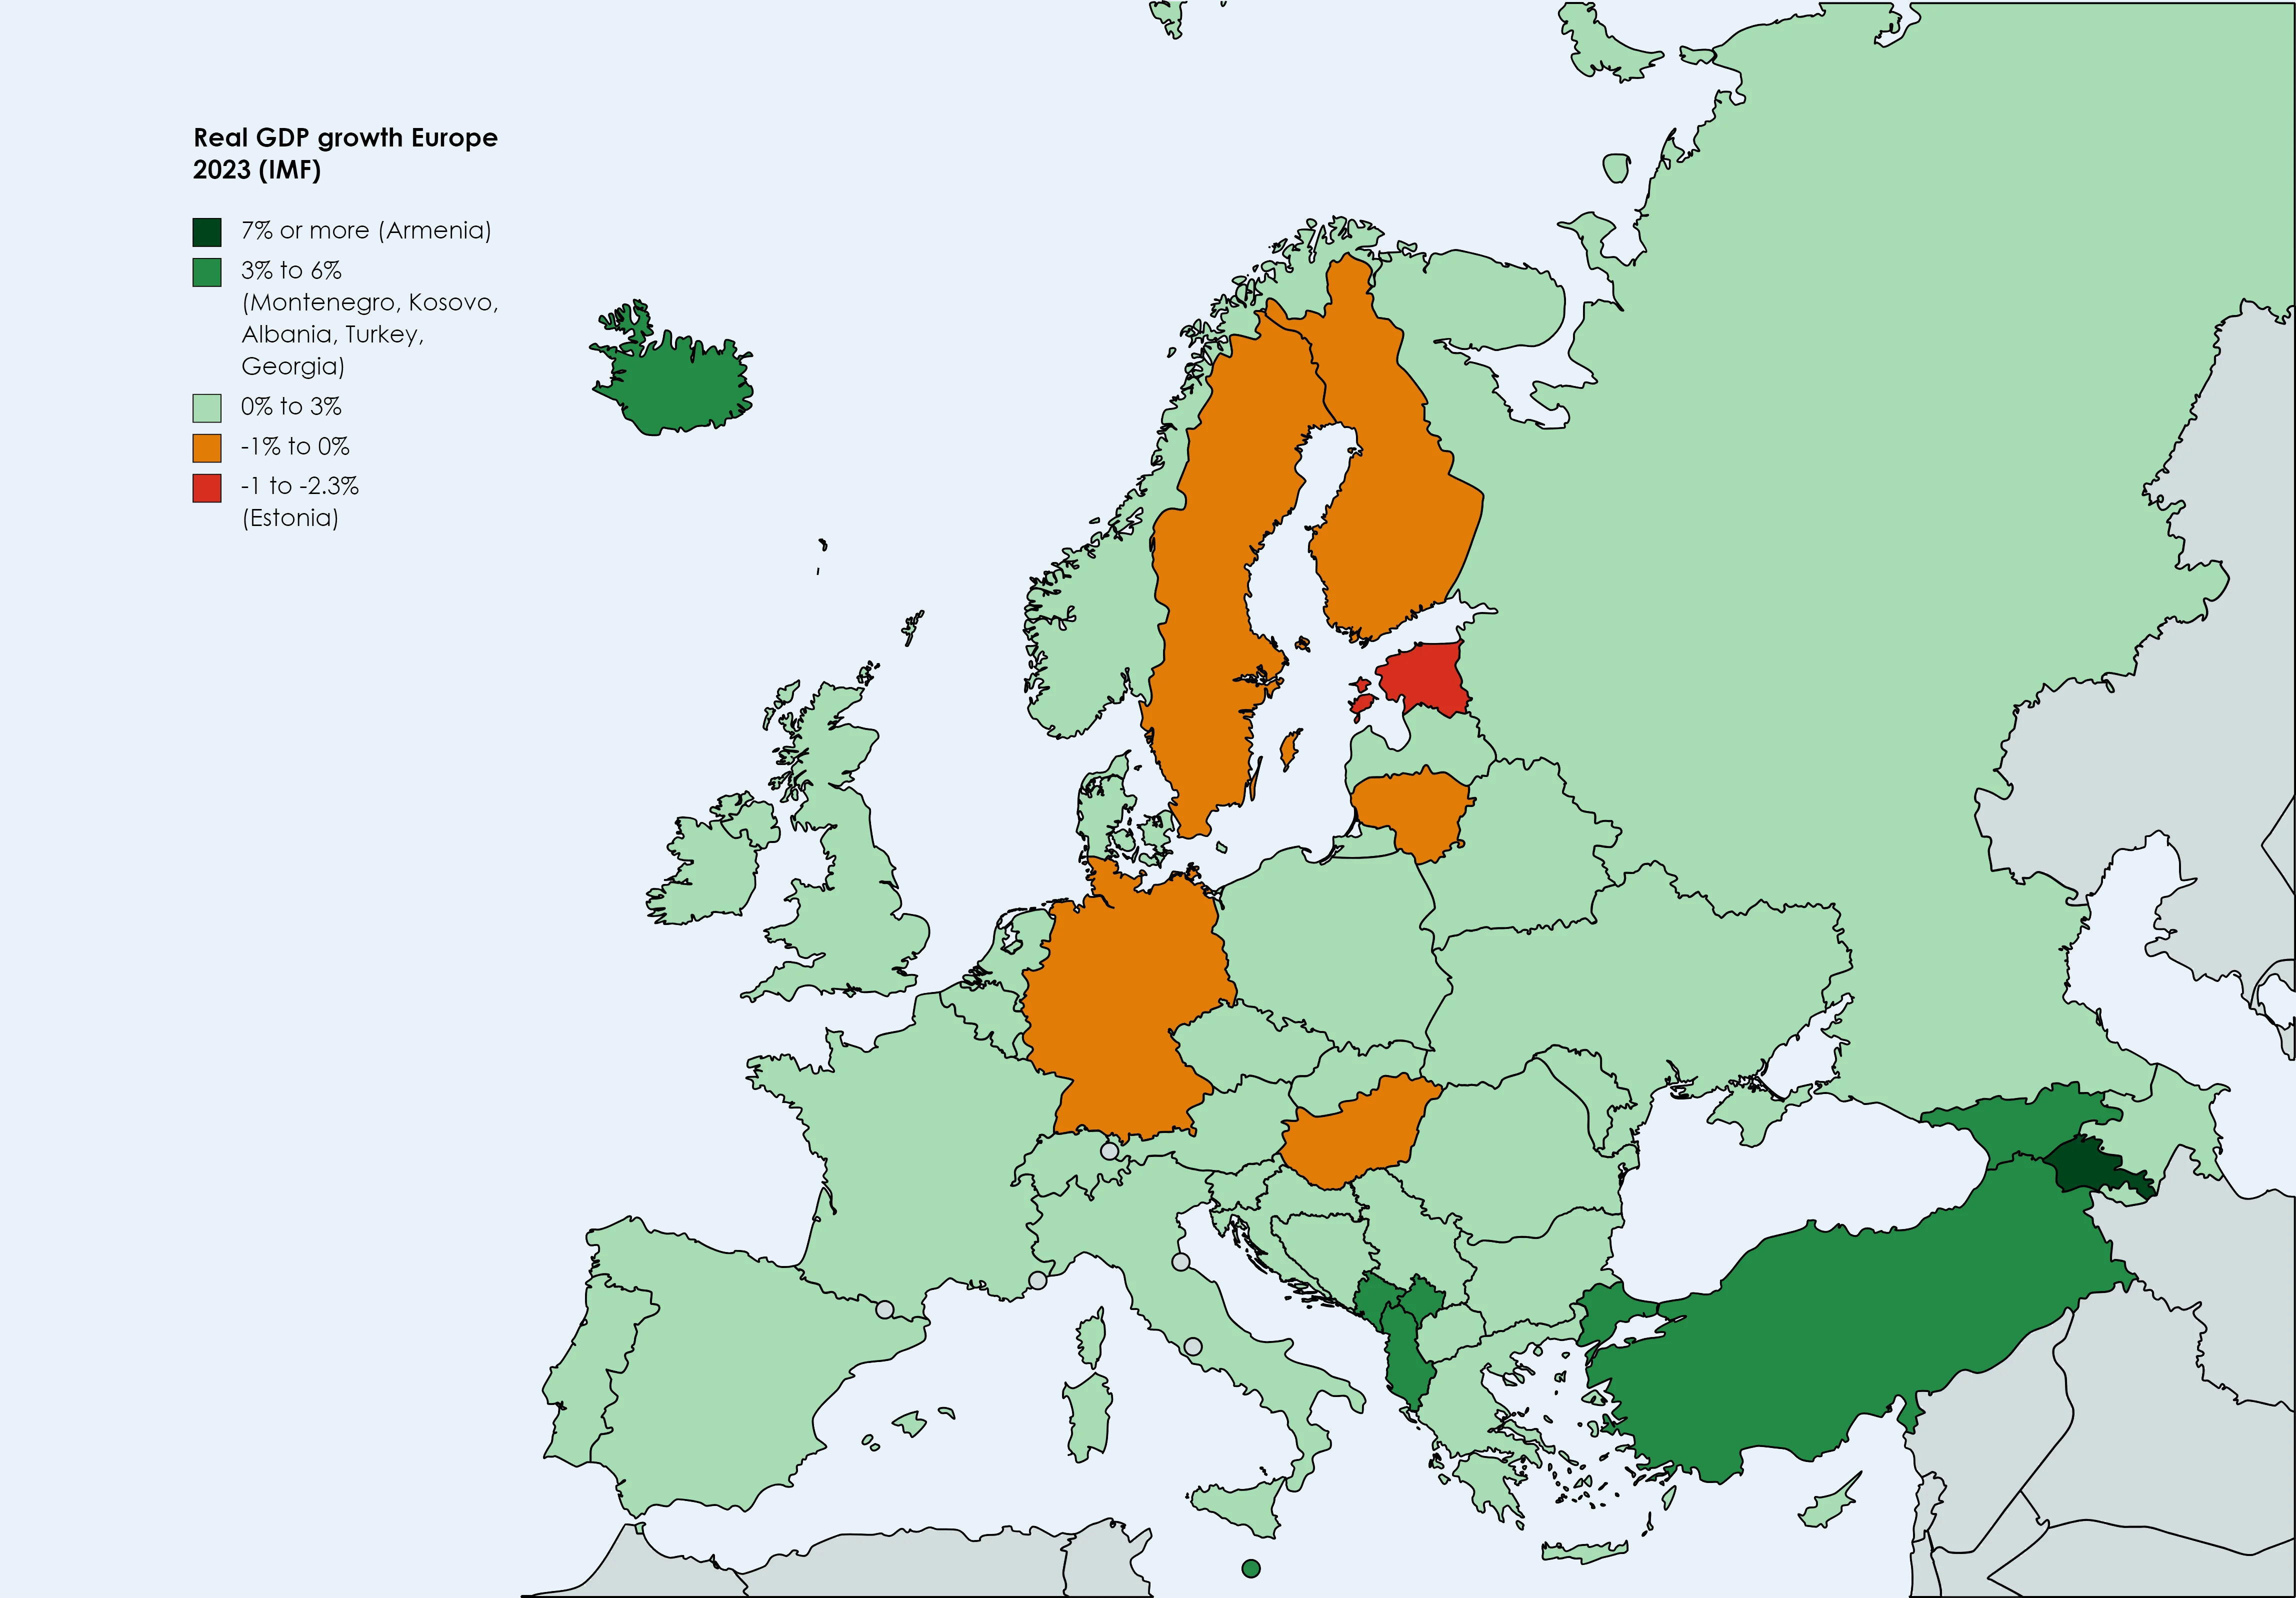 Real GDP growth Europe
2023 (IMF)
7% or more (Armenia)
3% to 6%
(Montenegro, Kosovo,
Albania, Turkey,
Georgia)
0% to 3%
-1% to 0%
-1 to -2.3%
(Estonia)